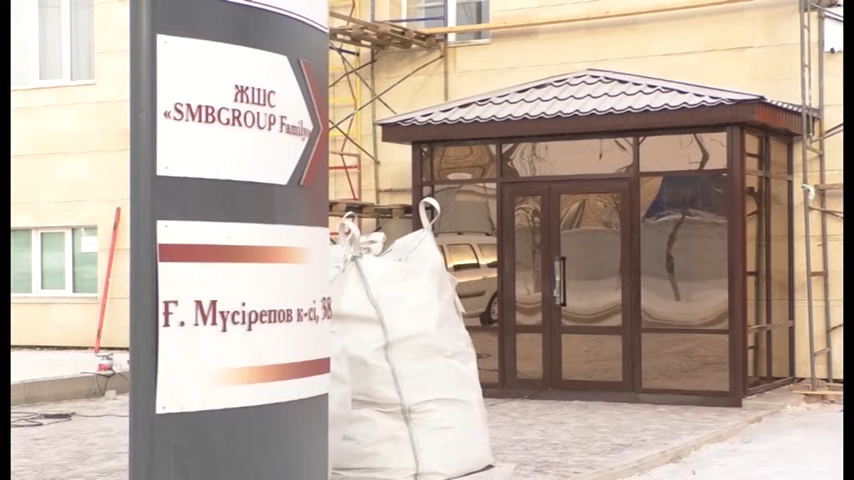 ЖШС
«SMBGROUP Family»
Ғ. Мүсірепов к-сі, 38